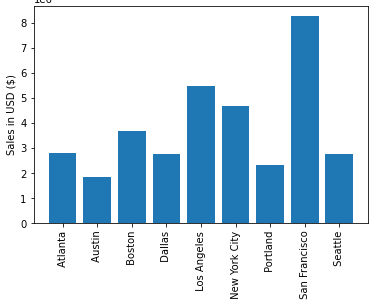 8
7
6
5
4
3
2
1
0
Sales in USD ($)
Atlanta
Austin
Boston
Dallas
Los Angeles
New York City
Portland
San Francisco
Seattle